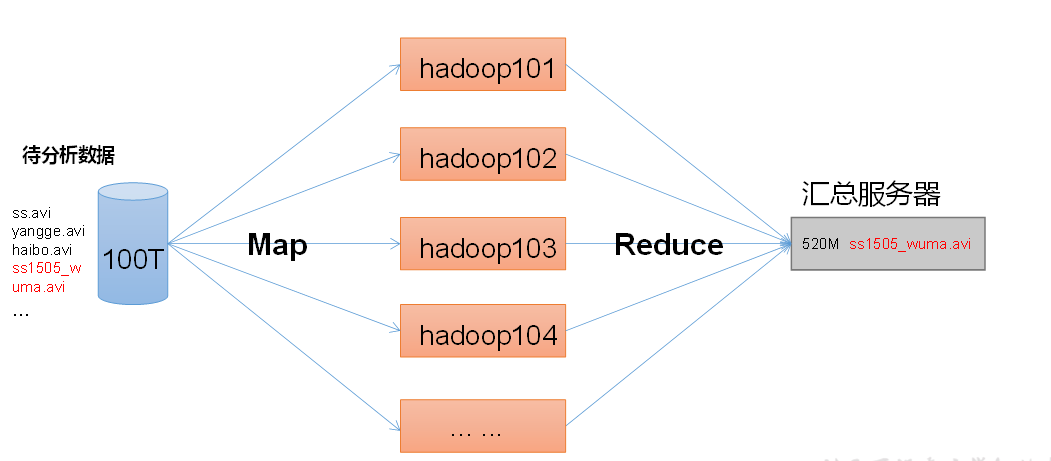 待分析数据
ss.avi
yangge.avi
haibo.avi
ss1505_w
uma.avi
...
100T
Map
hadoop101
hadoop102
hadoop103
hadoop104
... ...
Reduce
汇总服务器
520M ss1505_wuma.avi